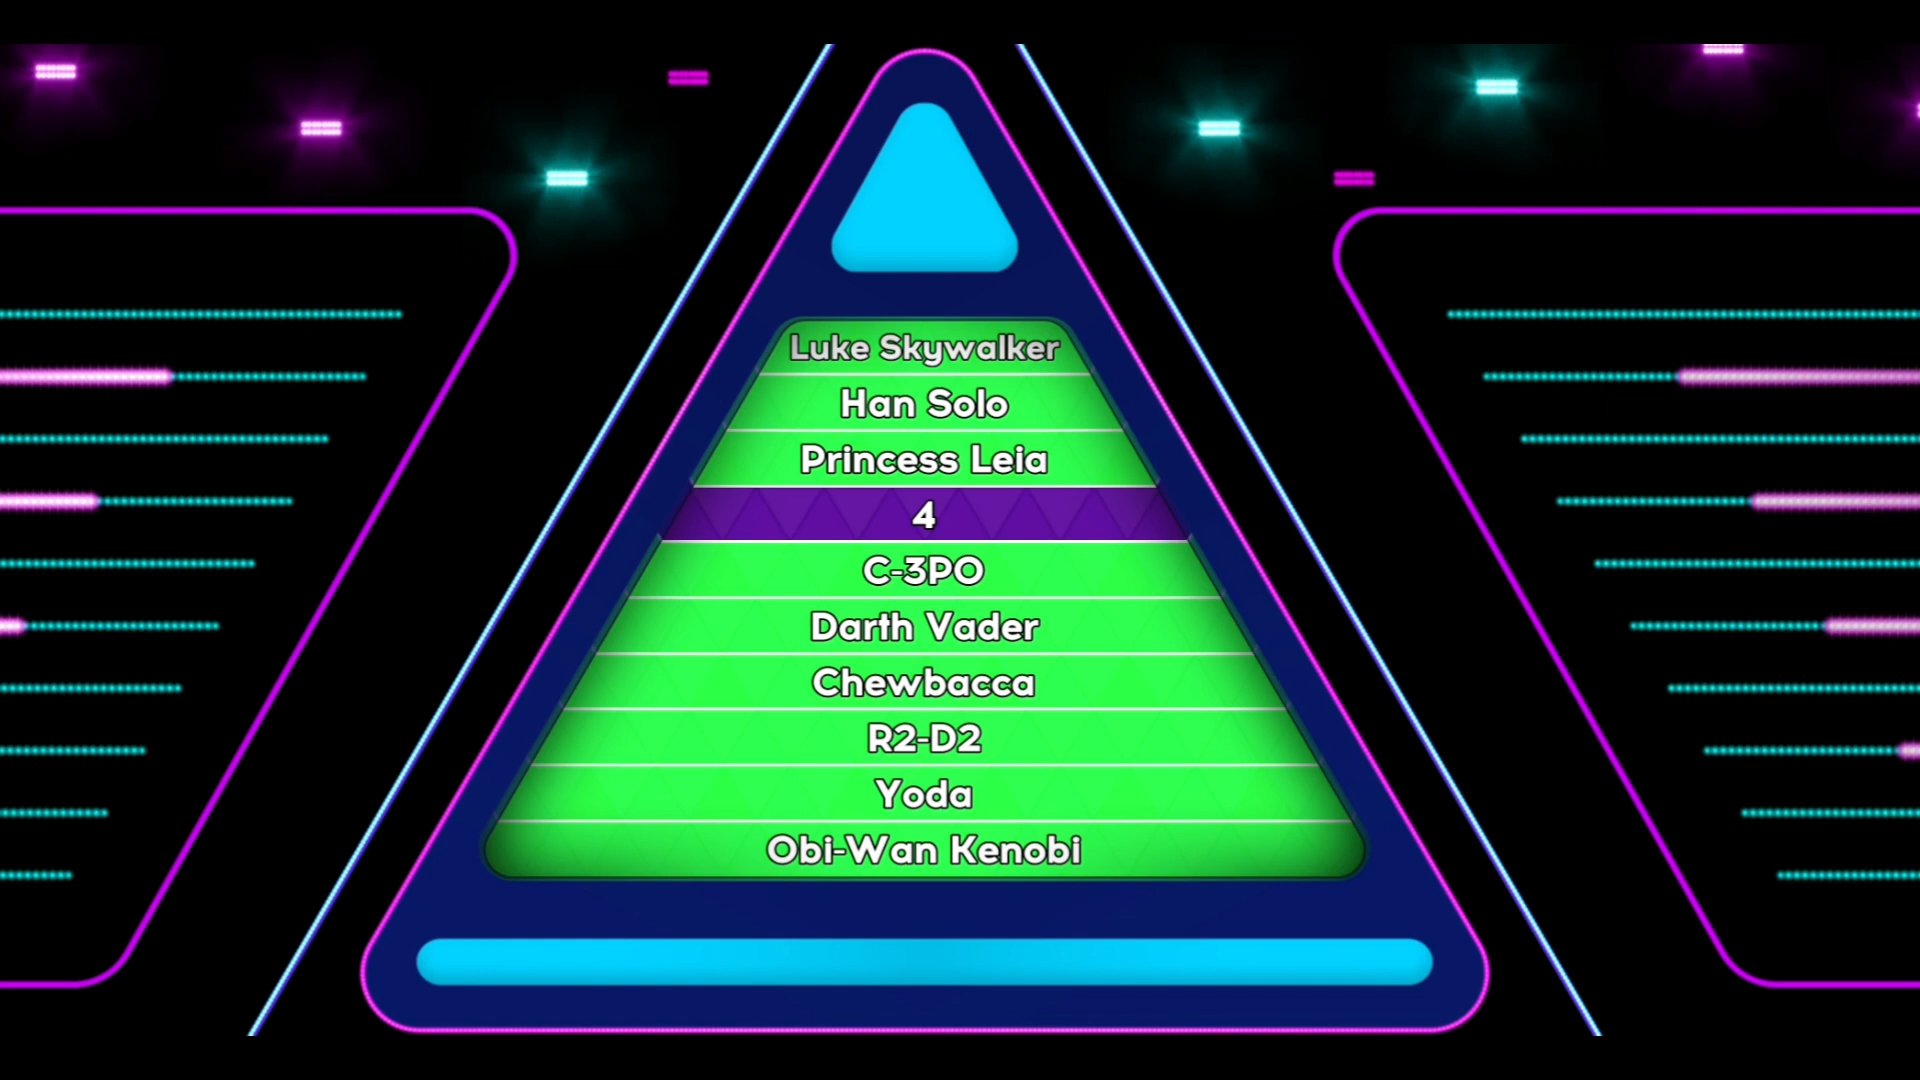 Luke Skywalker
Han Solo
Princess Leia
4
C-3PO
Darth Vader
Chewbacca
R2-D2
Yoda
Obi-Wan Kenobi